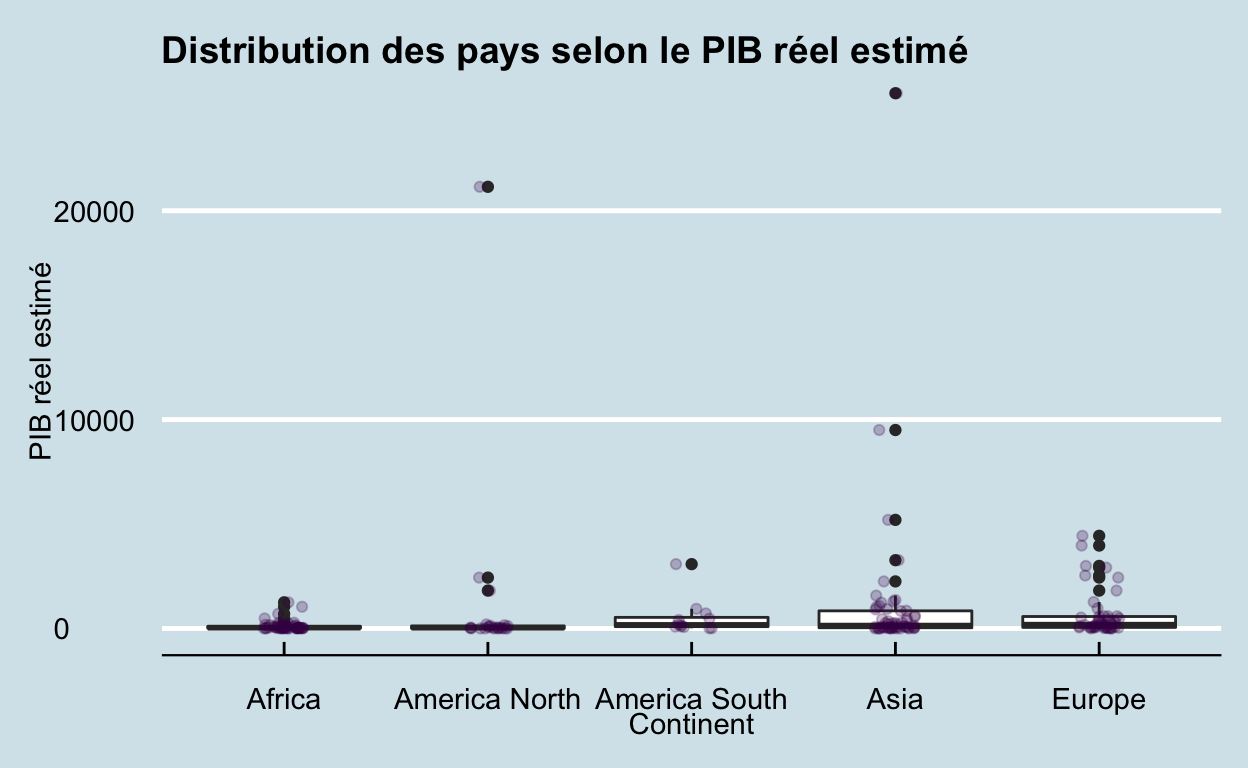 Distribution des pays selon le PIB réel estimé
20000
10000
0
PIB réel estimé
Africa
America North
America South
Asia
Europe
Continent